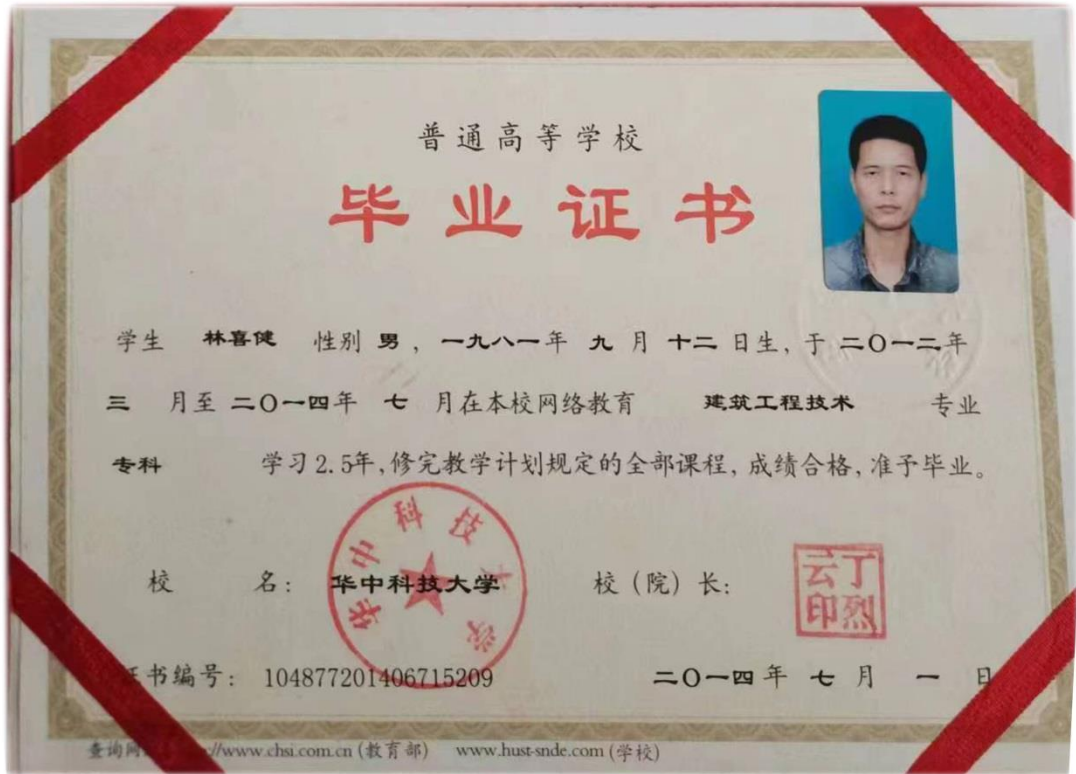 普通高等学校
毕业证书
学生 林喜健 性别 男，一九八一年 九 月 十二 日生，于 二〇一二年
三 月至 二〇一四年 七 月在本校网络教育 建筑工程技术 专业
专科 学习2.5年，修完教学计划规定的全部课程，成绩合格，准予毕业。
校 名： 华中科技大学 校（院）长：
华中科技大学
丁烈云印
书编号： 104877201406715209 二〇一四年 七 月 一 日
查询网 //www.chsi.com.cn (教育部) www.hust-snde.com (学校)